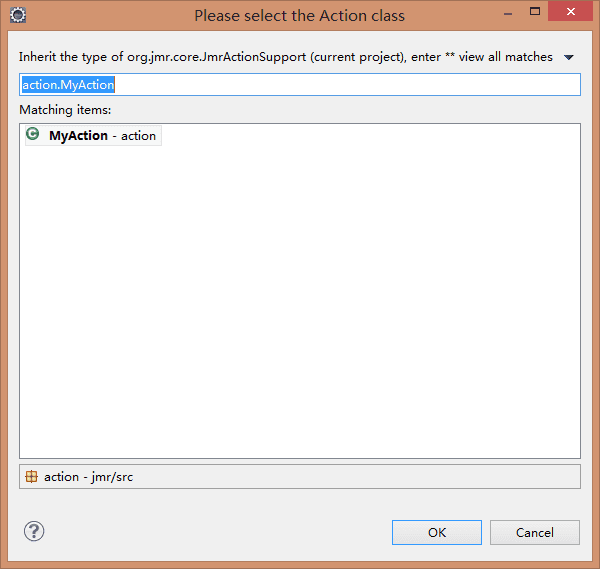 Please select the Action class
Inherit the type of org.jmr.core.JmrActionSupport (current project), enter ** view all matches
action.MyAction
Matching items:
C MyAction - action
action - jmr/src
?
OK Cancel